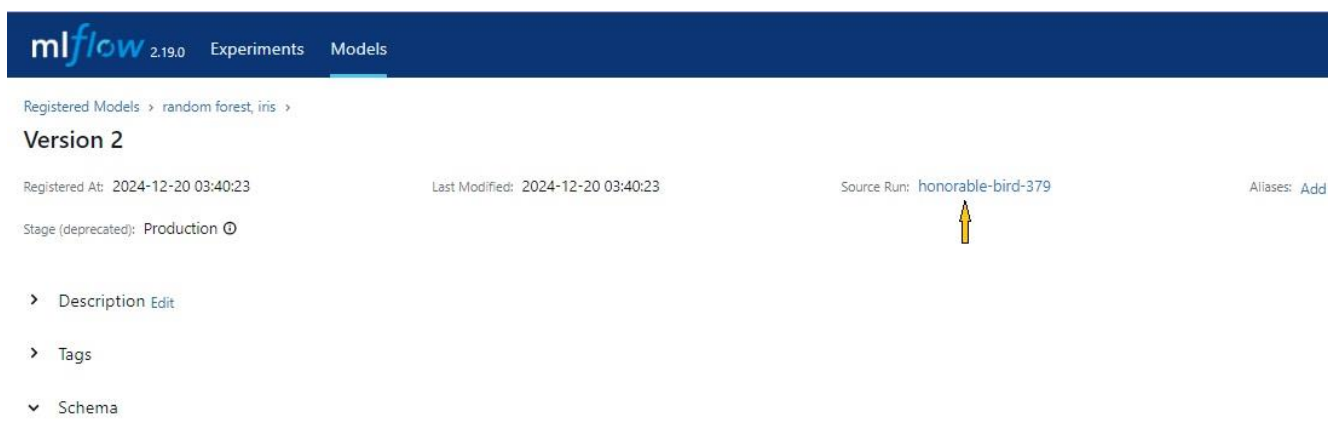 mlflow 2.19.0 Experiments Models
Registered Models > random forest, iris >
Version 2
Registered At: 2024-12-20 03:40:23 Last Modified: 2024-12-20 03:40:23 Source Run: honorable-bird-379 Aliases: Add
Stage (deprecated): Production
Description Edit
Tags
Schema